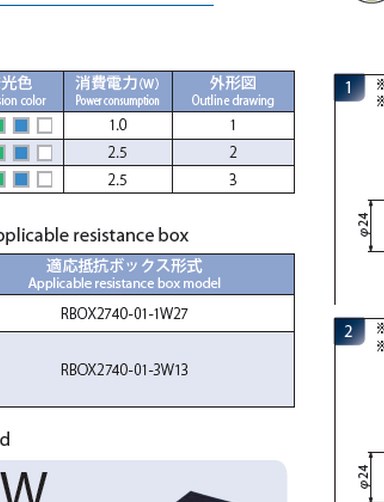 光色 消費電力(W) 外形図
sion color Power consumption Outline drawing
1.0 1
2.5 2
2.5 3
pplicable resistance box
適応抵抗ボックス形式
Applicable resistance box model
RBOX2740-01-1W27
RBOX2740-01-3W13
d
W
1 ※
※
φ24
2 ※
※
φ24